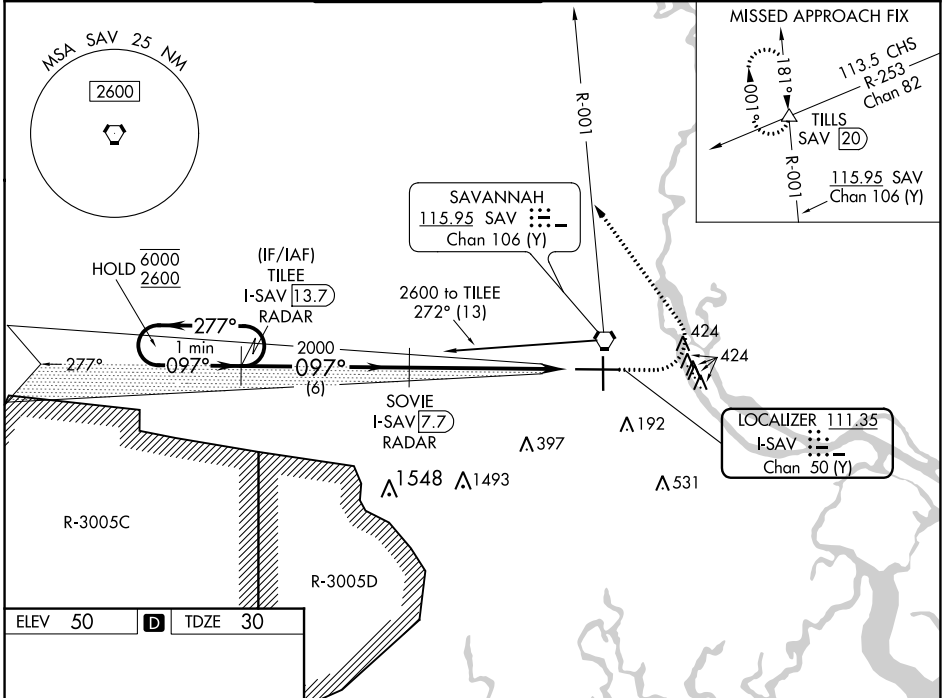 MSA SAV 25 NM
2600
MISSED APPROACH FIX
113.5 CHS
R-253
Chan 82
181°
001°
TILLS
SAV 20
R-001
115.95 SAV
Chan 106 (Y)
R-001
SAVANNAH
115.95 SAV
Chan 106 (Y)
HOLD 6000
2600
(IF/IAF)
TILEE
I-SAV 13.7
RADAR
2600 to TILEE
272° (13)
277°
1 min
097°
277°
2000
097°
(6)
SOVIE
I-SAV 7.7
RADAR
424
424
LOCALIZER 111.35
I-SAV
Chan 50 (Y)
192
397
1548
1493
531
R-3005C
R-3005D
ELEV 50
D
TDZE 30